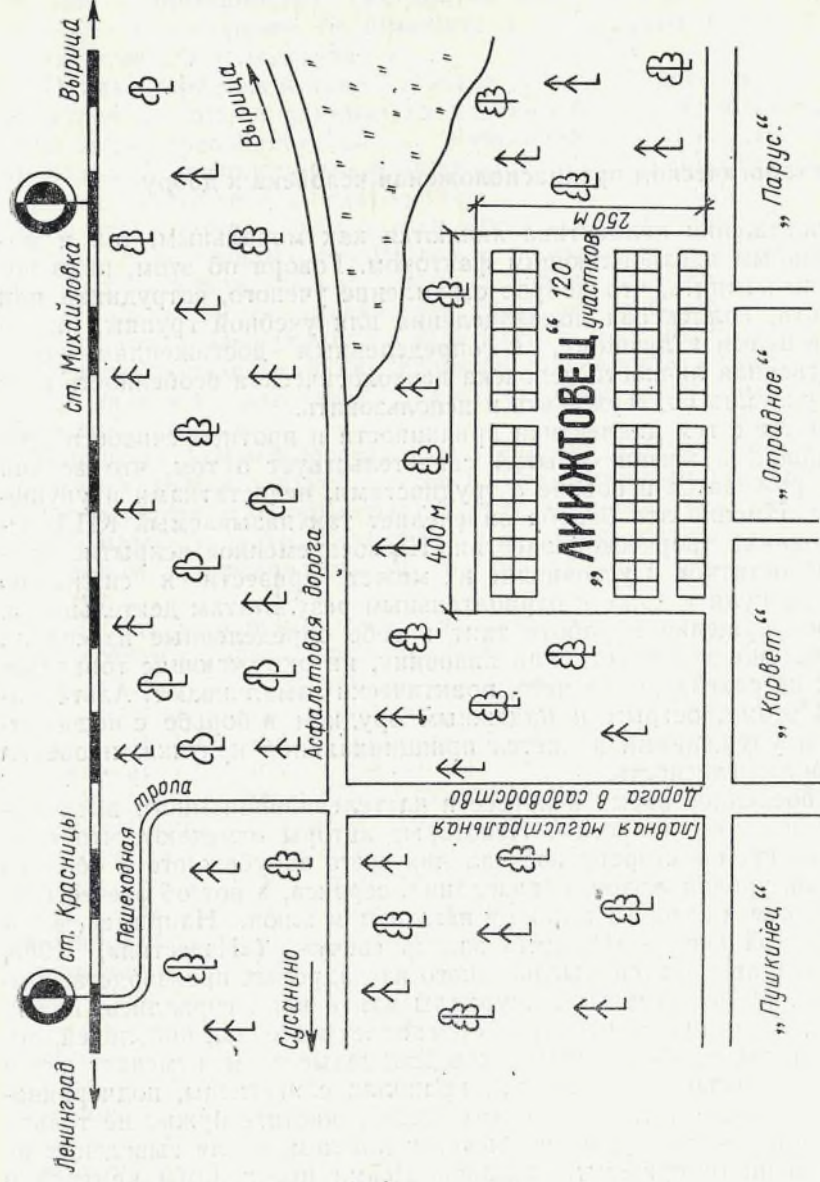 Ленинград
ст. Красницы
ст. Михайловка
Вырица
Пешеходная
тропа
Вырица
Сусанино
Асфальтовая дорога
400 м
250 м
Главная магистральная
Дорога в садоводство
„ЛИИЖТОВЕЦ“ 120
участков
„Пушкинец“
„Корвет“
„Отрадное“
„Парус.“